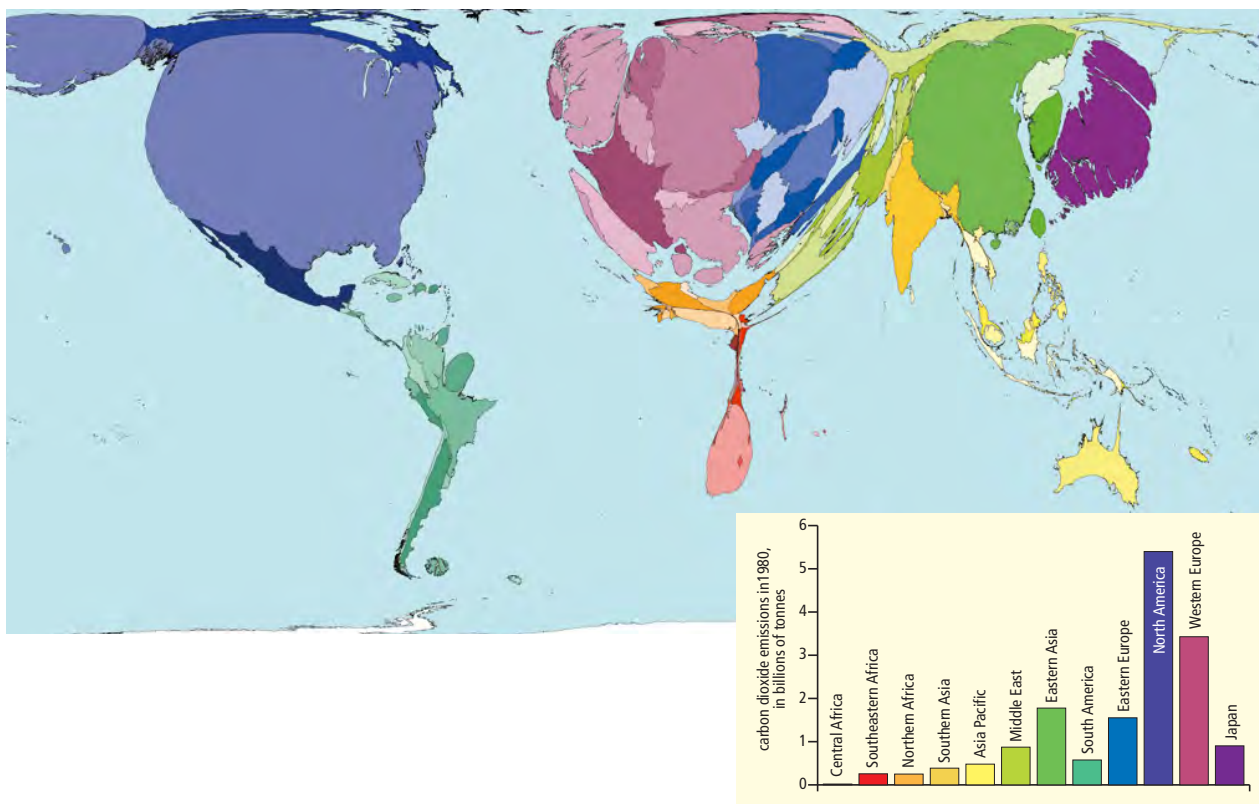 carbon dioxide emissions in1980,
in billions of tonnes
6
5
4
3
2
1
0
Central Africa
Southeastern Africa
Northern Africa
Southern Asia
Asia Pacific
Middle East
Eastern Asia
South America
Eastern Europe
North America
Western Europe
Japan